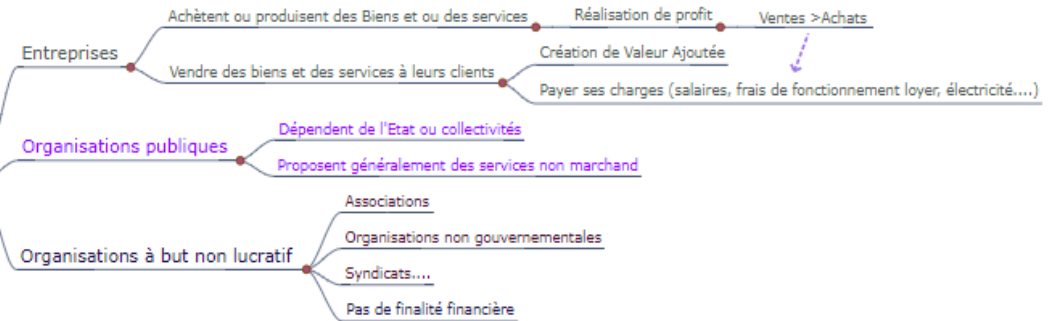 Entreprises
Achètent ou produisent des Biens et ou des services
Réalisation de profit
Ventes >Achats
Vendre des biens et des services à leurs clients
Création de Valeur Ajoutée
Payer ses charges (salaires, frais de fonctionnement loyer, électricité....)
Organisations publiques
Dépendent de l'Etat ou collectivités
Proposent généralement des services non marchand
Organisations à but non lucratif
Associations
Organisations non gouvernementales
Syndicats....
Pas de finalité financière